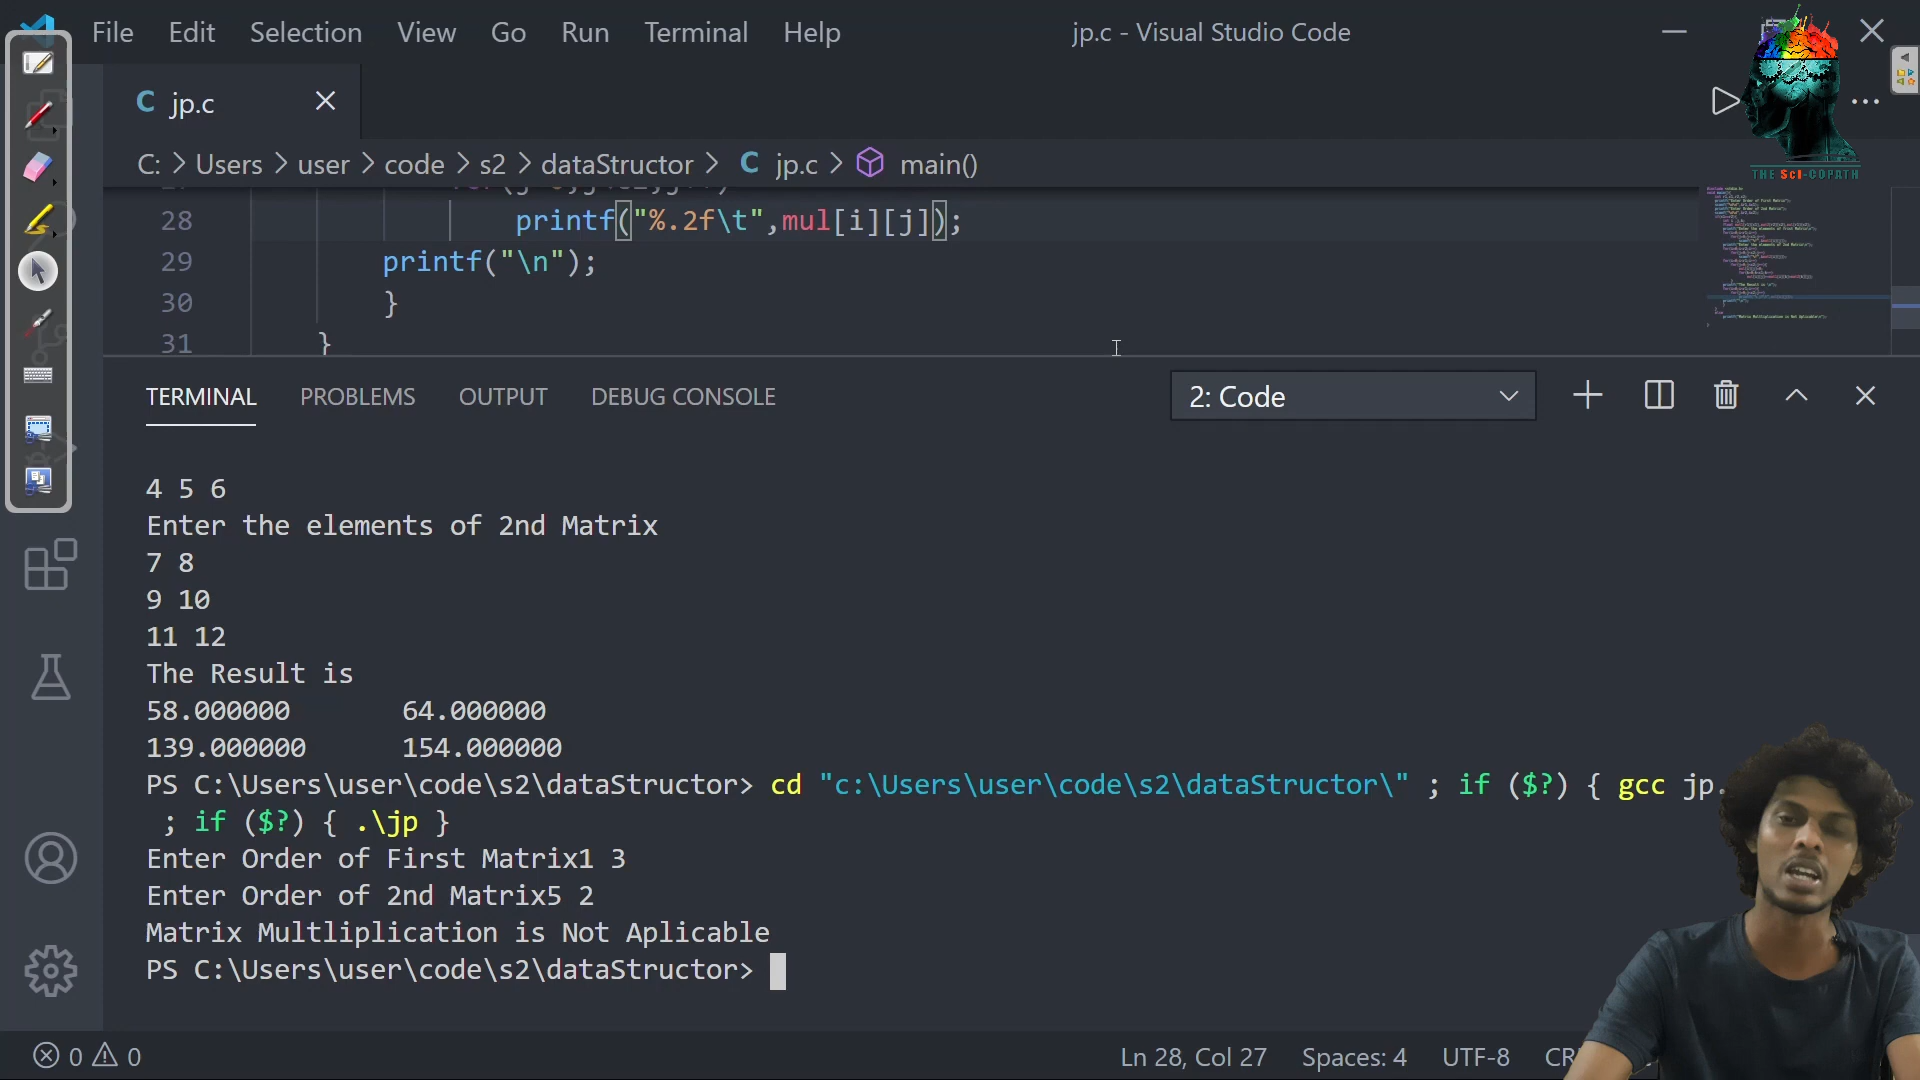 File Edit Selection View Go Run Terminal Help
jp.c - Visual Studio Code
C jp.c
THE SCI-COPATH
C: > Users > user > code > s2 > dataStructor > C jp.c > main()
28 printf("%.2f\t",mul[i][j]);
29 printf("\n");
30 }
31 }
TERMINAL PROBLEMS OUTPUT DEBUG CONSOLE
2: Code
4 5 6
Enter the elements of 2nd Matrix
7 8
9 10
11 12
The Result is
58.000000 64.000000
139.000000 154.000000
PS C:\Users\user\code\s2\dataStructor> cd "c:\Users\user\code\s2\dataStructor\" ; if ($?) { gcc jp.
; if ($?) { .\jp }
Enter Order of First Matrix1 3
Enter Order of 2nd Matrix5 2
Matrix Multliplication is Not Aplicable
PS C:\Users\user\code\s2\dataStructor>
0 0
Ln 28, Col 27 Spaces: 4 UTF-8